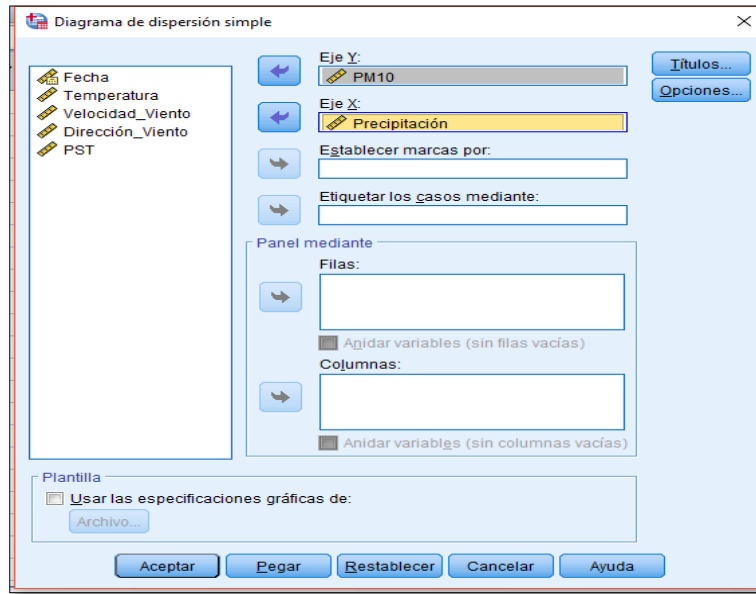 Diagrama de dispersión simple
Fecha
Temperatura
Velocidad_Viento
Dirección_Viento
PST
Eje Y:
PM10
Eje X:
Precipitación
Establecer marcas por:
Etiquetar los casos mediante:
Panel mediante
Filas:
Anidar variables (sin filas vacías)
Columnas:
Anidar variables (sin columnas vacías)
Títulos...
Opciones...
Plantilla
Usar las especificaciones gráficas de:
Archivo...
Aceptar
Pegar
Restablecer
Cancelar
Ayuda